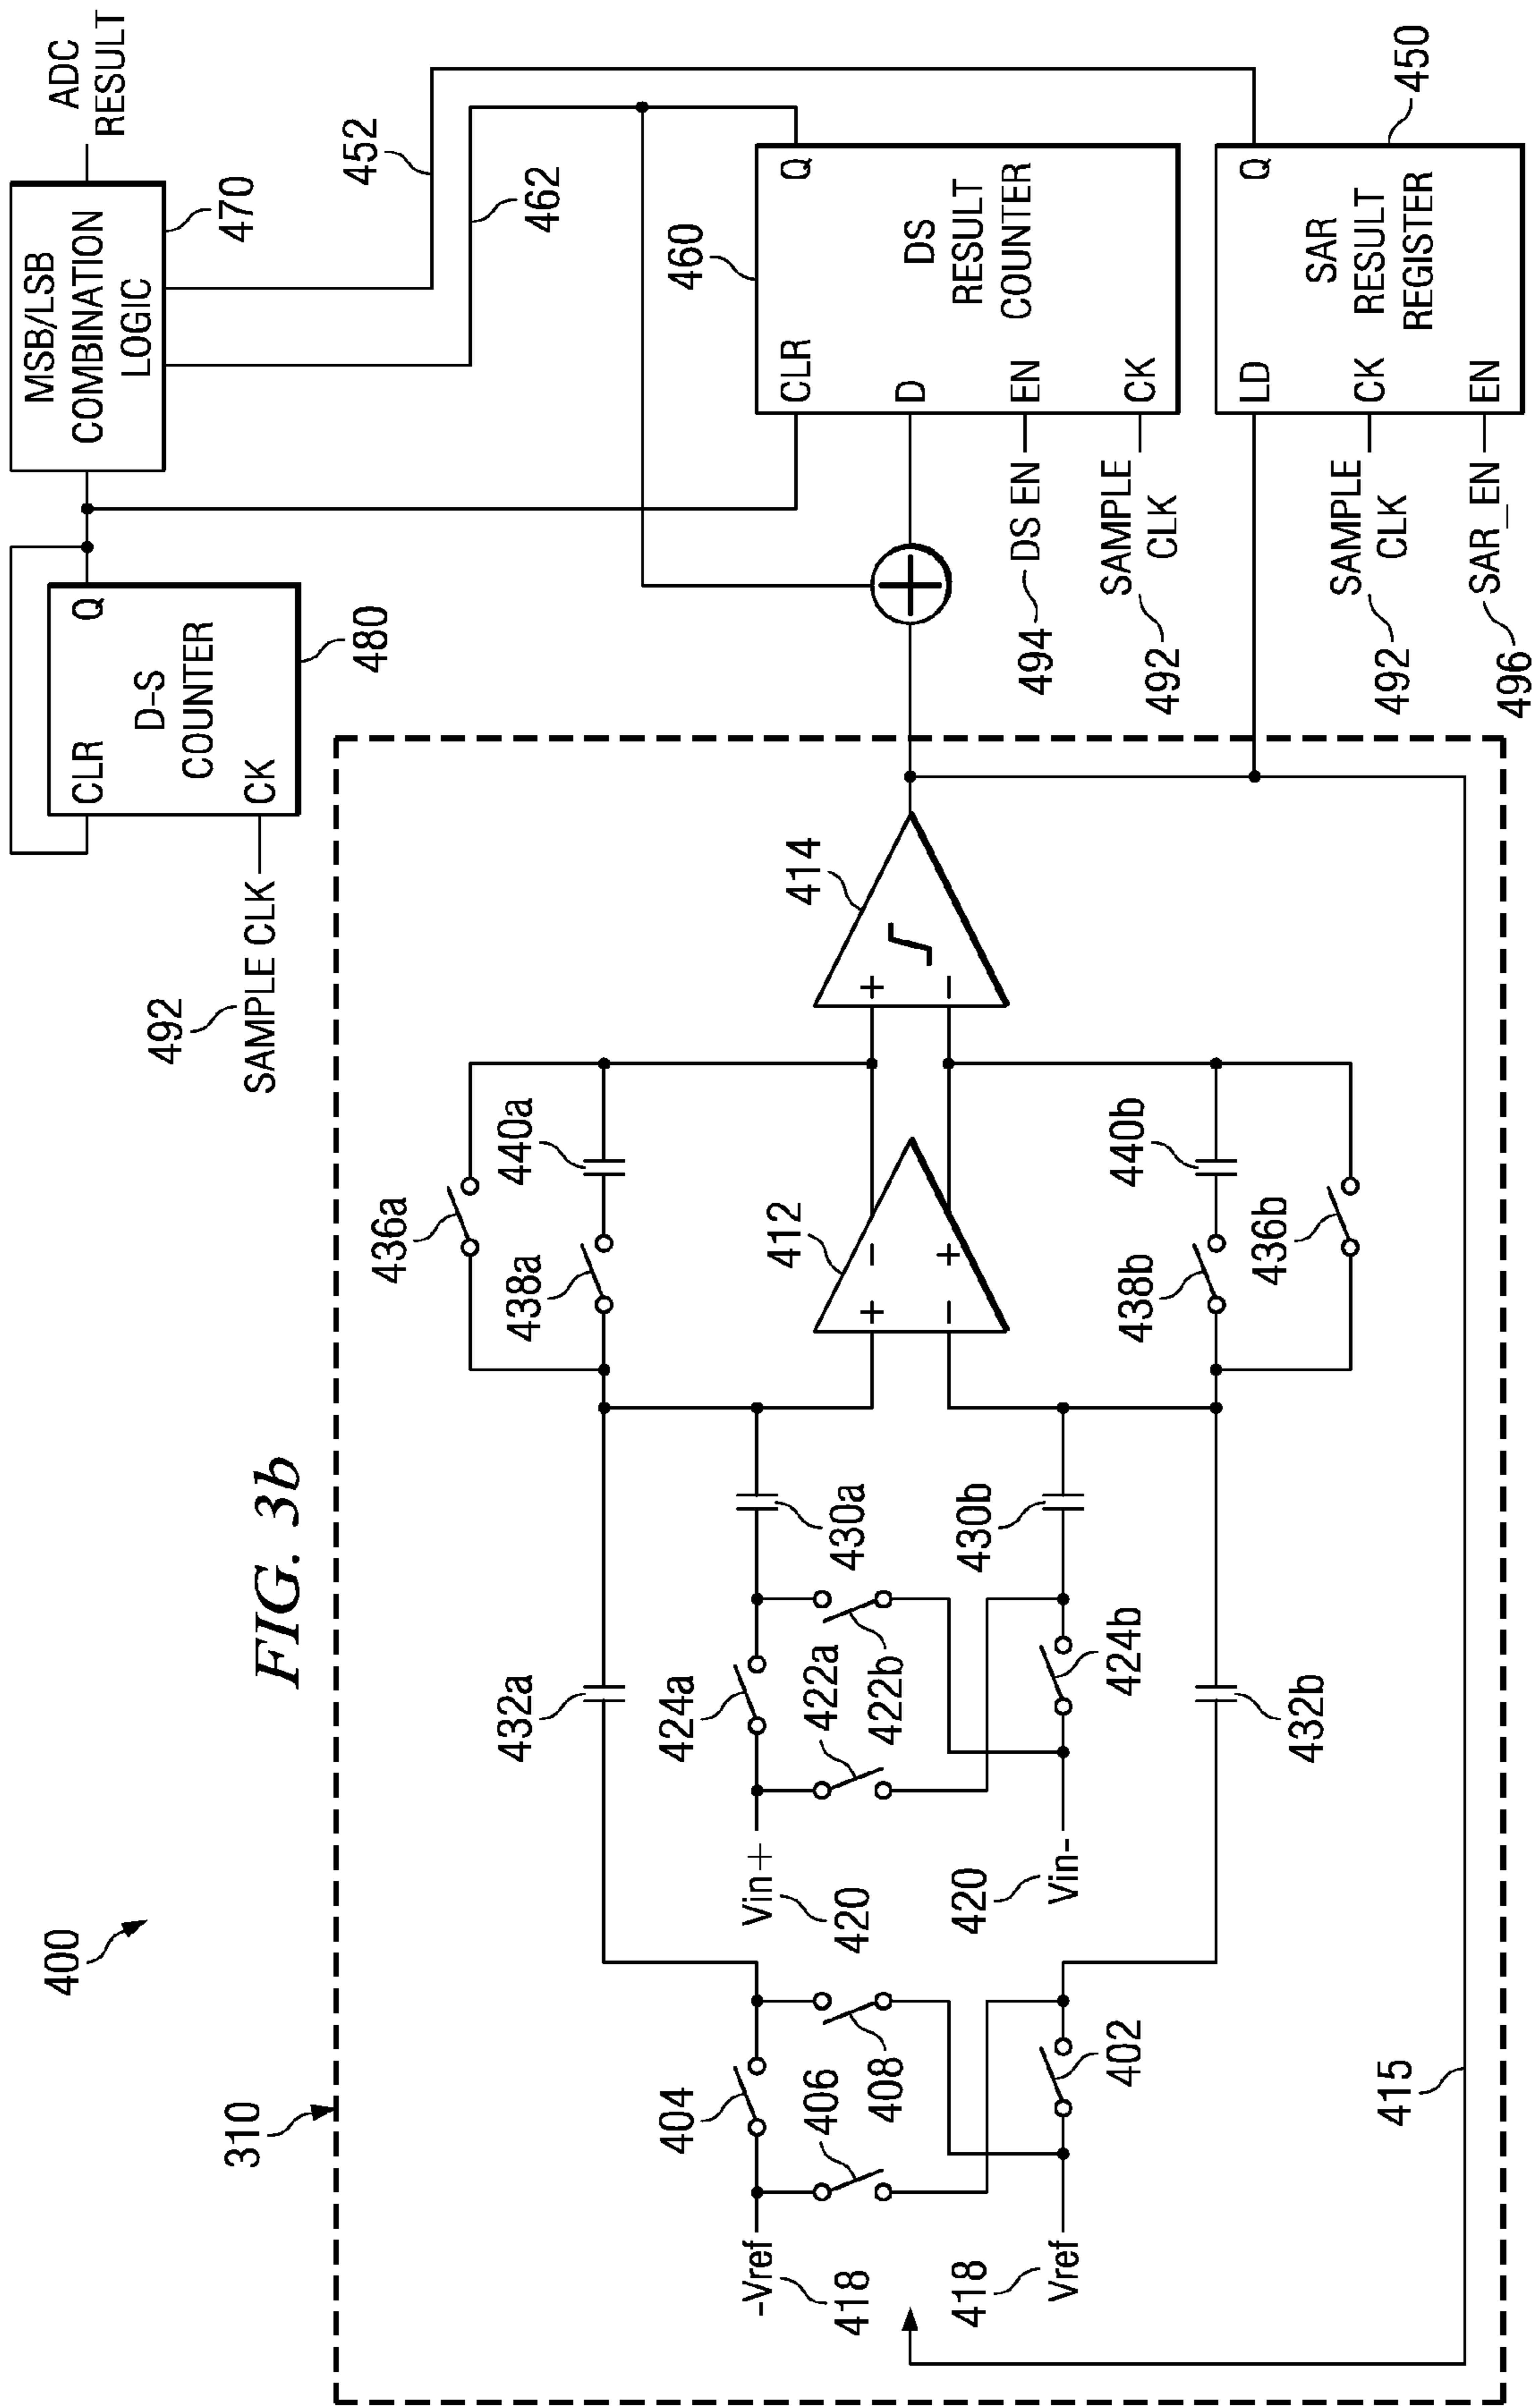 FIG. 3b
400
310
MSB/LSB
COMBINATION
LOGIC
470
ADC
RESULT
CLR
Q
D-S
COUNTER
CK
480
SAMPLE CLK
492
452
462
460
CLR
Q
D
DS
RESULT
COUNTER
EN
CK
494
DS EN
SAMPLE
CLK
492
450
LD
Q
SAR
RESULT
REGISTER
CK
EN
SAMPLE
CLK
492
SAR_EN
496
436a
440a
438a
432a
412
+
-
-
+
414
+
-
+
424a
430a
422a
422b
430b
424b
Vin+
420
420
Vin-
404
406
408
402
-Vref
418
418
Vref
440b
438b
436b
432b
415